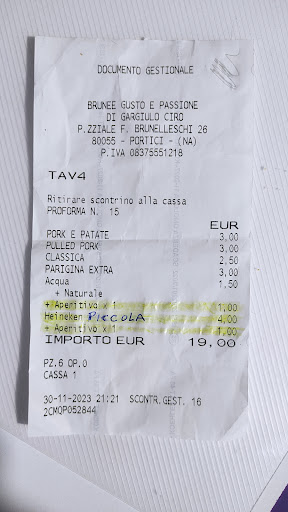 DOCUMENTO GESTIONALE
BRUNEE GUSTO E PASSIONE
DI GARGIULO CIRO
P.ZZIALE F. BRUNELLESCHI 26
80055 - PORTICI - (NA)
P.IVA 08375551218
TAV4
Ritirare scontrino alla cassa
PROFORMA N. 15
EUR
PORK E PATATE 3,00
PULLED PORK 3,00
CLASSICA 2,50
PARIGINA EXTRA 3,00
Acqua 1,50
+ Naturale
+ Aperitivo x 1 1,00
Heineken PICCOLA 4,00
+ Aperitivo x 1 1,00
IMPORTO EUR 19,00
PZ.6 OP.0
CASSA 1
30-11-2023 21:21 SCONTR.GEST. 16
2CMQP052844